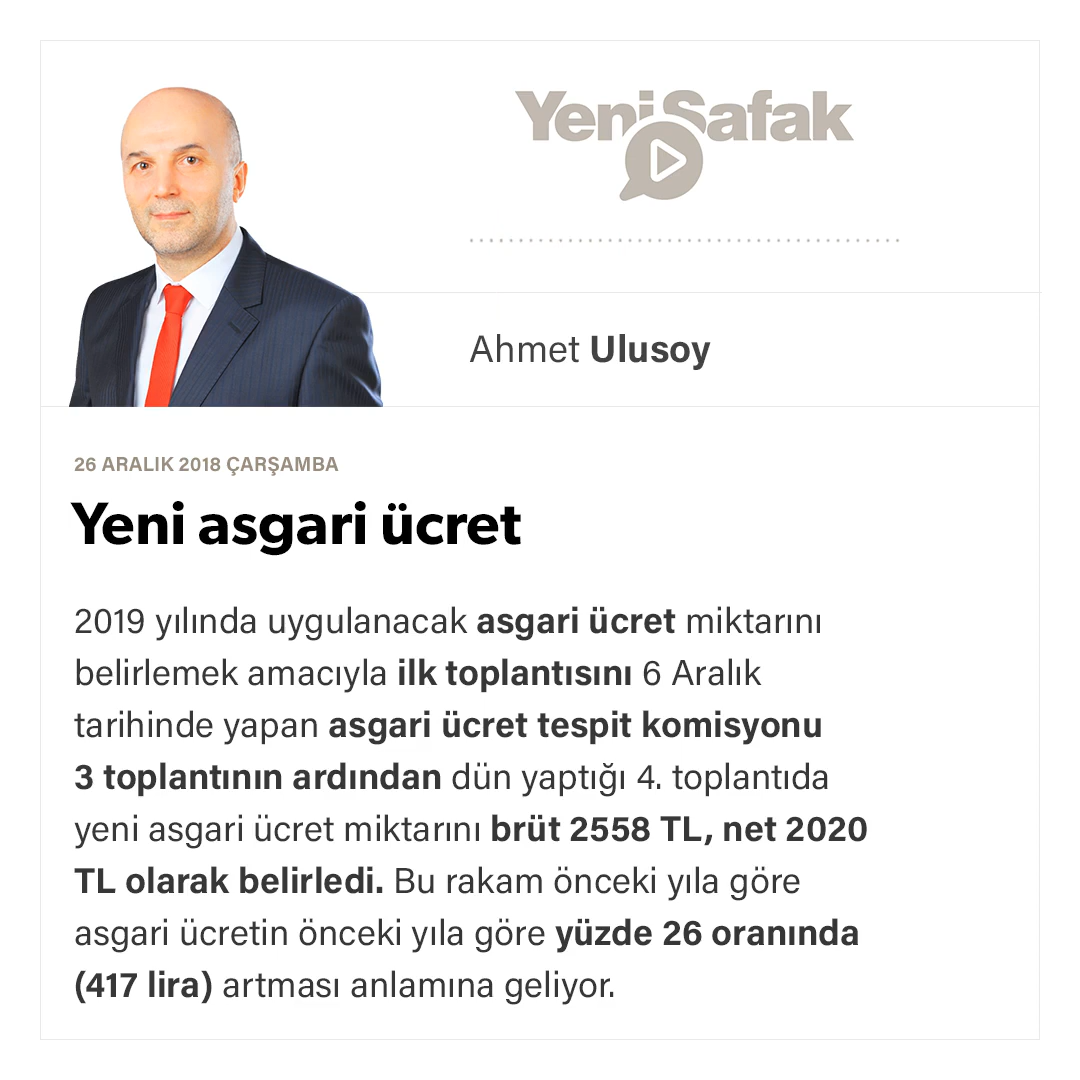 Yeni Safak
Ahmet Ulusoy
26 ARALIK 2018 ÇARŞAMBA
Yeni asgari ücret
2019 yılında uygulanacak asgari ücret miktarını
belirlemek amacıyla ilk toplantısını 6 Aralık
tarihinde yapan asgari ücret tespit komisyonu
3 toplantının ardından dün yaptığı 4. toplantıda
yeni asgari ücret miktarını brüt 2558 TL, net 2020
TL olarak belirledi. Bu rakam önceki yıla göre
asgari ücretin önceki yıla göre yüzde 26 oranında
(417 lira) artması anlamına geliyor.